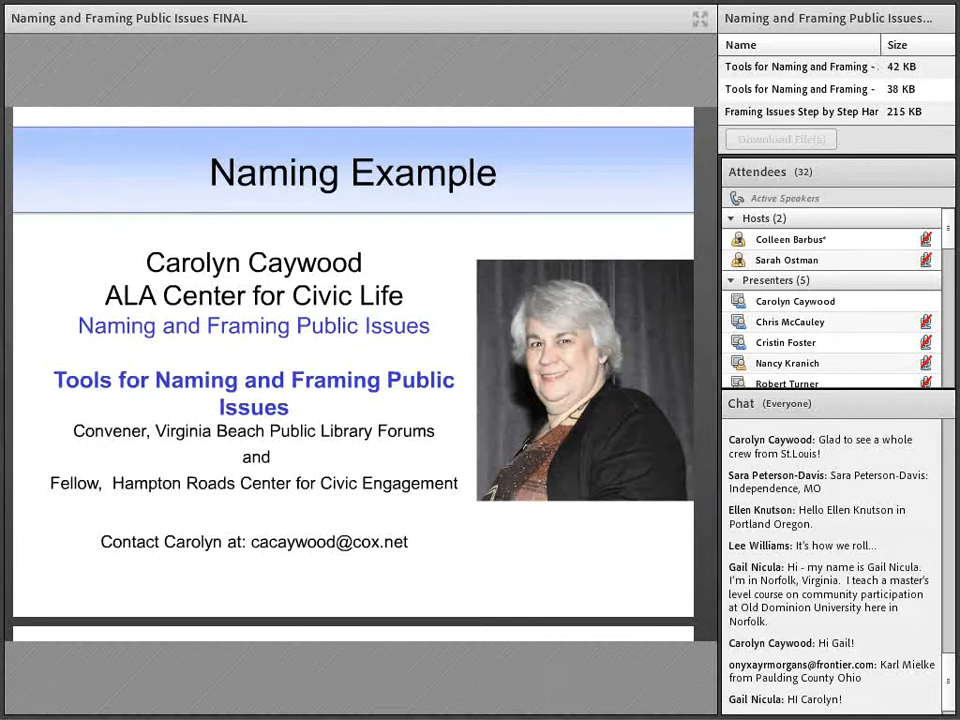 Naming and Framing Public Issues FINAL
Naming Example
Carolyn Caywood
ALA Center for Civic Life
Naming and Framing Public Issues
Tools for Naming and Framing Public
Issues
Convener, Virginia Beach Public Library Forums
and
Fellow, Hampton Roads Center for Civic Engagement
Contact Carolyn at: cacaywood@cox.net
Naming and Framing Public Issues...
Name Size
Tools for Naming and Framing - 42 KB
Tools for Naming and Framing - 38 KB
Framing Issues Step by Step Har 215 KB
Download File(s)
Attendees (32)
Active Speakers
Hosts (2)
Colleen Barbus*
Sarah Ostman
Presenters (5)
Carolyn Caywood
Chris McCauley
Cristin Foster
Nancy Kranich
Robert Turner
Chat (Everyone)
Carolyn Caywood: Glad to see a whole
crew from St.Louis!
Sara Peterson-Davis: Sara Peterson-Davis:
Independence, MO
Ellen Knutson: Hello Ellen Knutson in
Portland Oregon.
Lee Williams: It's how we roll...
Gail Nicula: Hi - my name is Gail Nicula.
I'm in Norfolk, Virginia. I teach a master's
level course on community participation
at Old Dominion University here in
Norfolk.
Carolyn Caywood: Hi Gail!
onyxayrmorgans@frontier.com: Karl Mielke
from Paulding County Ohio
Gail Nicula: HI Carolyn!